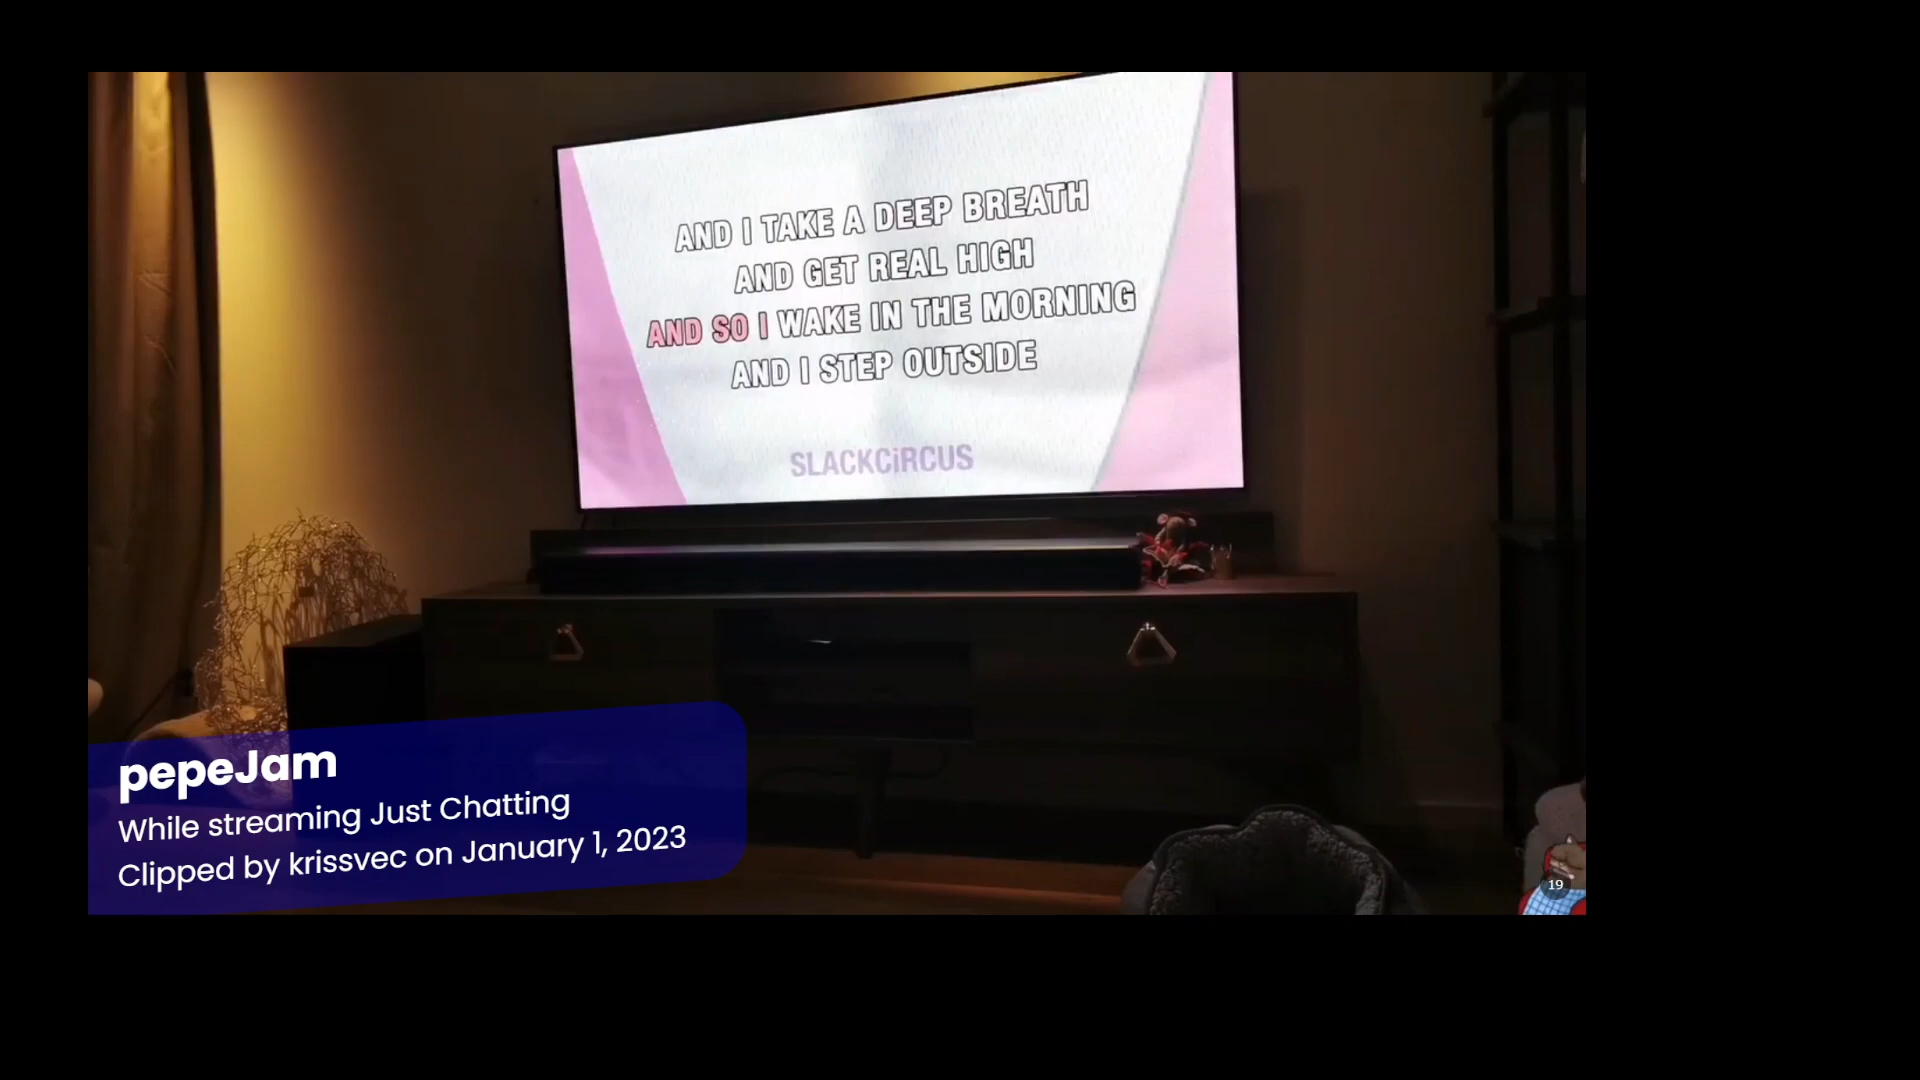 AND I TAKE A DEEP BREATH
AND GET REAL HIGH
AND SO I WAKE IN THE MORNING
AND I STEP OUTSIDE
SLACKCiRCUS
pepeJam
While streaming Just Chatting
Clipped by krissvec on January 1, 2023
19